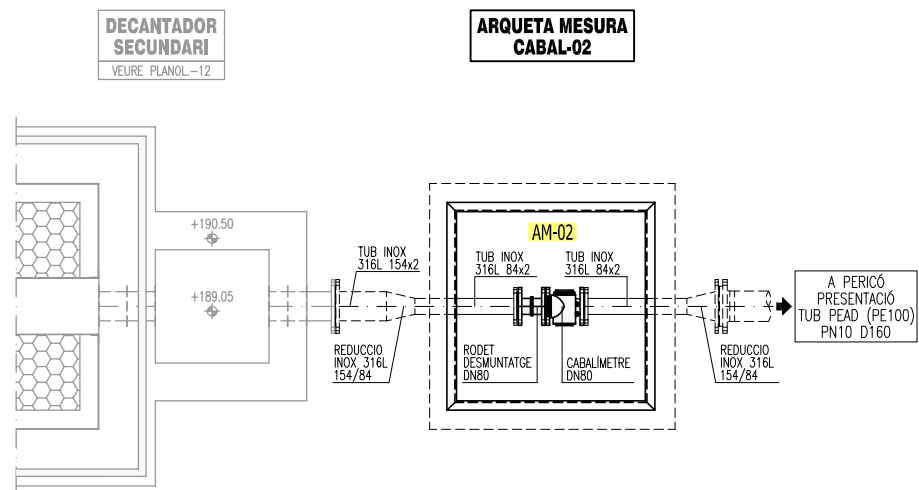 DECANTADOR
SECUNDARI
VEURE PLANOL.-12
ARQUETA MESURA
CABAL-02
+190.50
+189.05
TUB INOX
316L 154x2
REDUCCIO
INOX 316L
154/84
AM-02
TUB INOX
316L 84x2
TUB INOX
316L 84x2
RODET
DESMUNTATGE
DN80
CABALÍMETRE
DN80
REDUCCIO
INOX 316L
154/84
A PERICÓ
PRESENTACIÓ
TUB PEAD (PE100)
PN10 D160